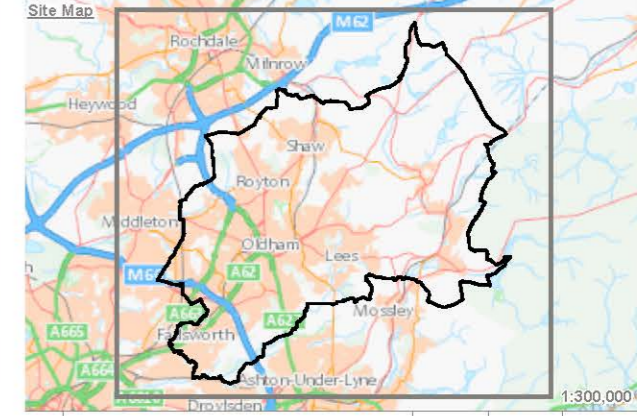 Site Map
M62
Rochdale
Milnrow
Heywood
Shaw
Royton
Middleton
Oldham
Lees
A62
M60
A663
Mossley
A62
A665
Failsworth
A664
Ashton-Under-Lyne
Droylsden
1:300,000